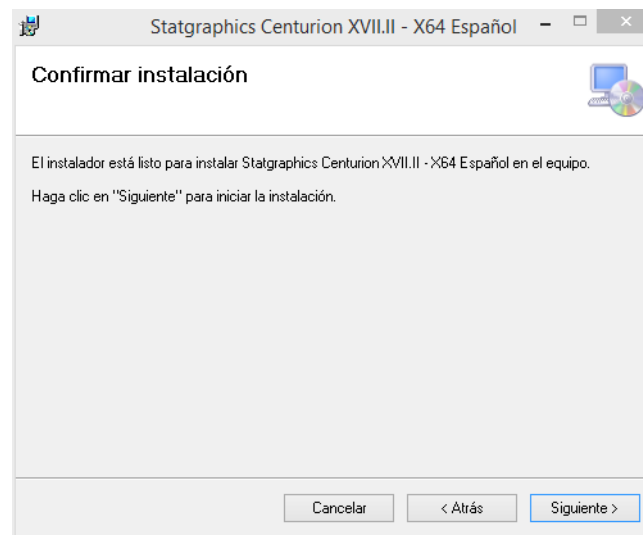 Statgraphics Centurion XVII.II - X64 Español
Confirmar instalación
El instalador está listo para instalar Statgraphics Centurion XVII.II - X64 Español en el equipo.
Haga clic en "Siguiente" para iniciar la instalación.
Cancelar < Atrás Siguiente >